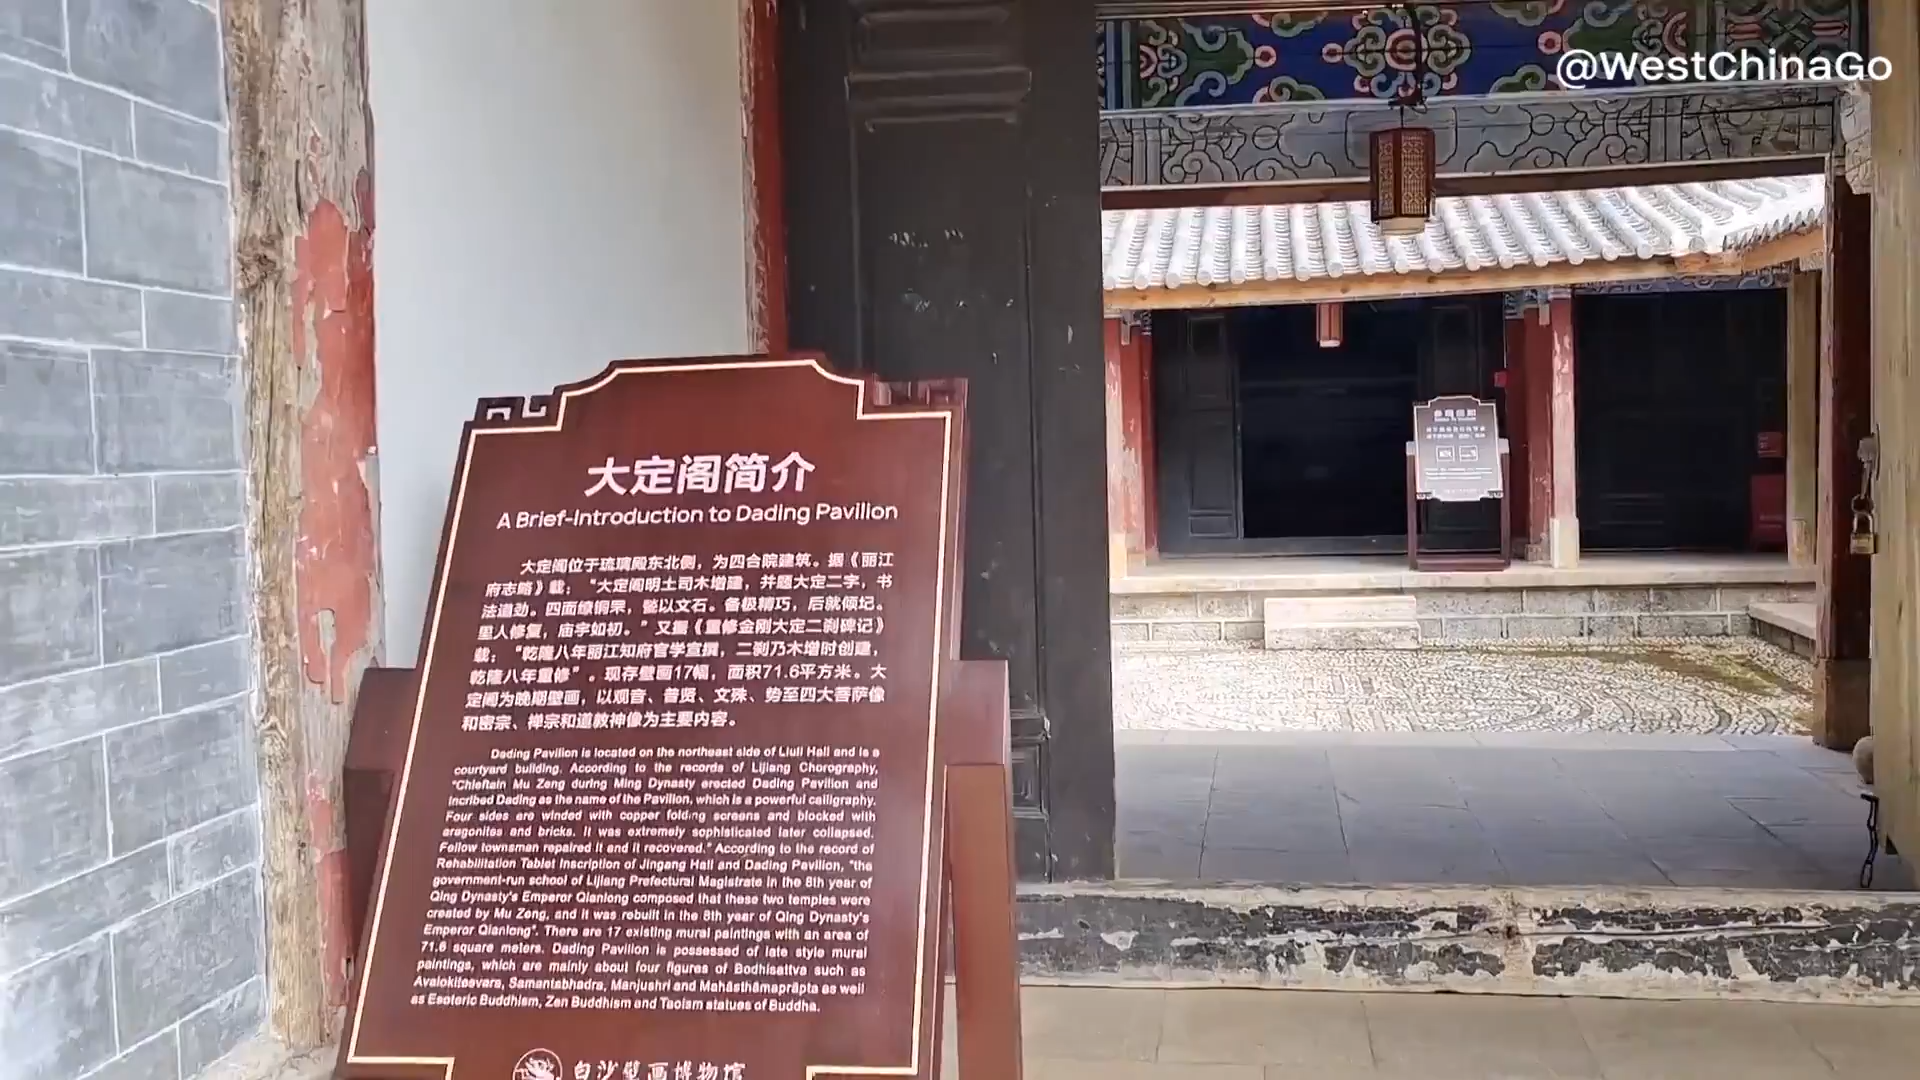 @WestChinaGo
大定阁简介
A Brief-Introduction to Dading Pavilion
大定阁位于琉璃殿东北侧，为四合院建筑。据《丽江
府志略》载：“大定阁明土司木增建，并题大定二字，书
法遒劲。四面缭铜罘，甃以文石。备极精巧，后就倾圮。
里人修复，庙宇如初。”又据《重修金刚大定二刹碑记》
载：“乾隆八年丽江知府官学宣撰，二刹乃木增时创建，
乾隆八年重修”。现存壁画17幅，面积71.6平方米。大
定阁为晚期壁画，以观音、普贤、文殊、势至四大菩萨像
和密宗、禅宗和道教神像为主要内容。
Dading Pavilion is located on the northeast side of Liuli Hall and is a
courtyard building. According to the records of Lijiang Chorography,
"Chieftain Mu Zeng during Ming Dynasty erected Dading Pavilion and
incribed Dading as the name of the Pavilion, which is a powerful calligraphy.
Four sides are winded with copper folding screens and blocked with
aragonites and bricks. It was extremely sophisticated later collapsed.
Fellow townsman repaired it and it recovered." According to the record of
Rehabilitation Tablet Inscription of Jingang Hall and Dading Pavilion, "the
government-run school of Lijiang Prefectural Magistrate in the 8th year of
Qing Dynasty's Emperor Qianlong composed that these two temples were
created by Mu Zeng, and it was rebuilt in the 8th year of Qing Dynasty's
Emperor Qianlong". There are 17 existing mural paintings with an area of
71.6 square meters. Dading Pavilion is possessed of late style mural
paintings, which are mainly about four figures of Bodhisattva such as
Avalokitesvara, Samantabhadra, Manjushri and Mahāsthāmaprāpta as well
as Esoteric Buddhism, Zen Buddhism and Taoism statues of Buddha.
白沙壁画博物馆